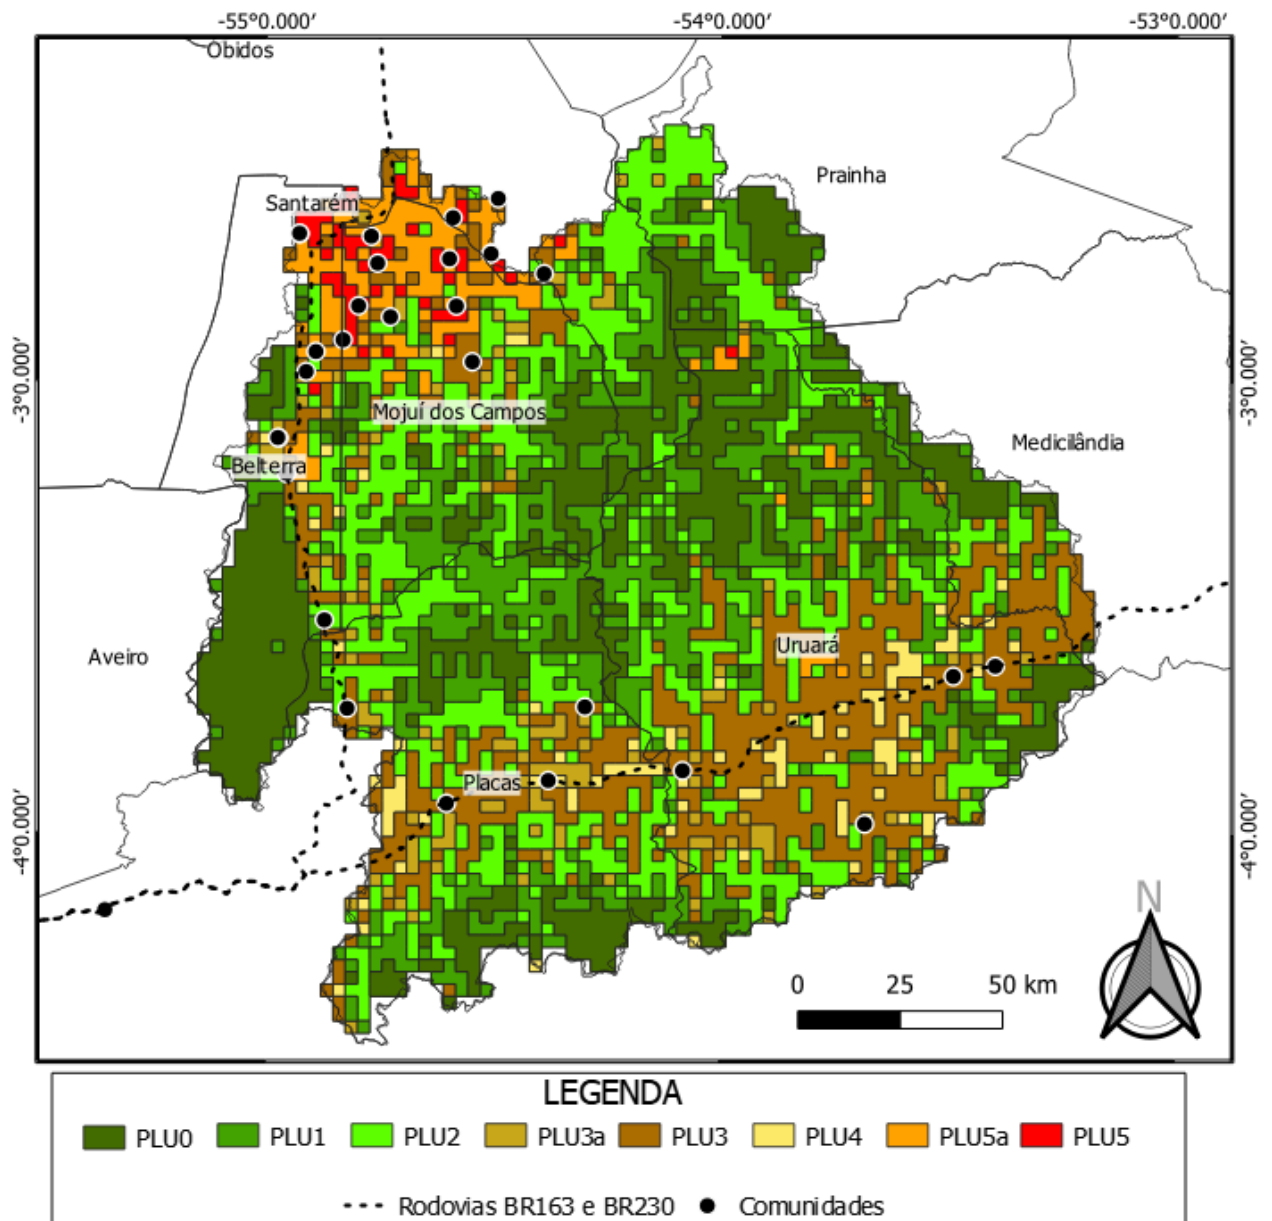 -55°0.000′ -54°0.000′ -53°0.000′
Óbidos
Prainha
Santarém
-3°0.000′ -3°0.000′
Mojuí dos Campos
Medicilândia
Belterra
Uruará
Aveiro
Placas
-4°0.000′ -4°0.000′
N
0 25 50 km
LEGENDA
PLU0 PLU1 PLU2 PLU3a PLU3 PLU4 PLU5a PLU5
Rodovias BR163 e BR230 Comunidades